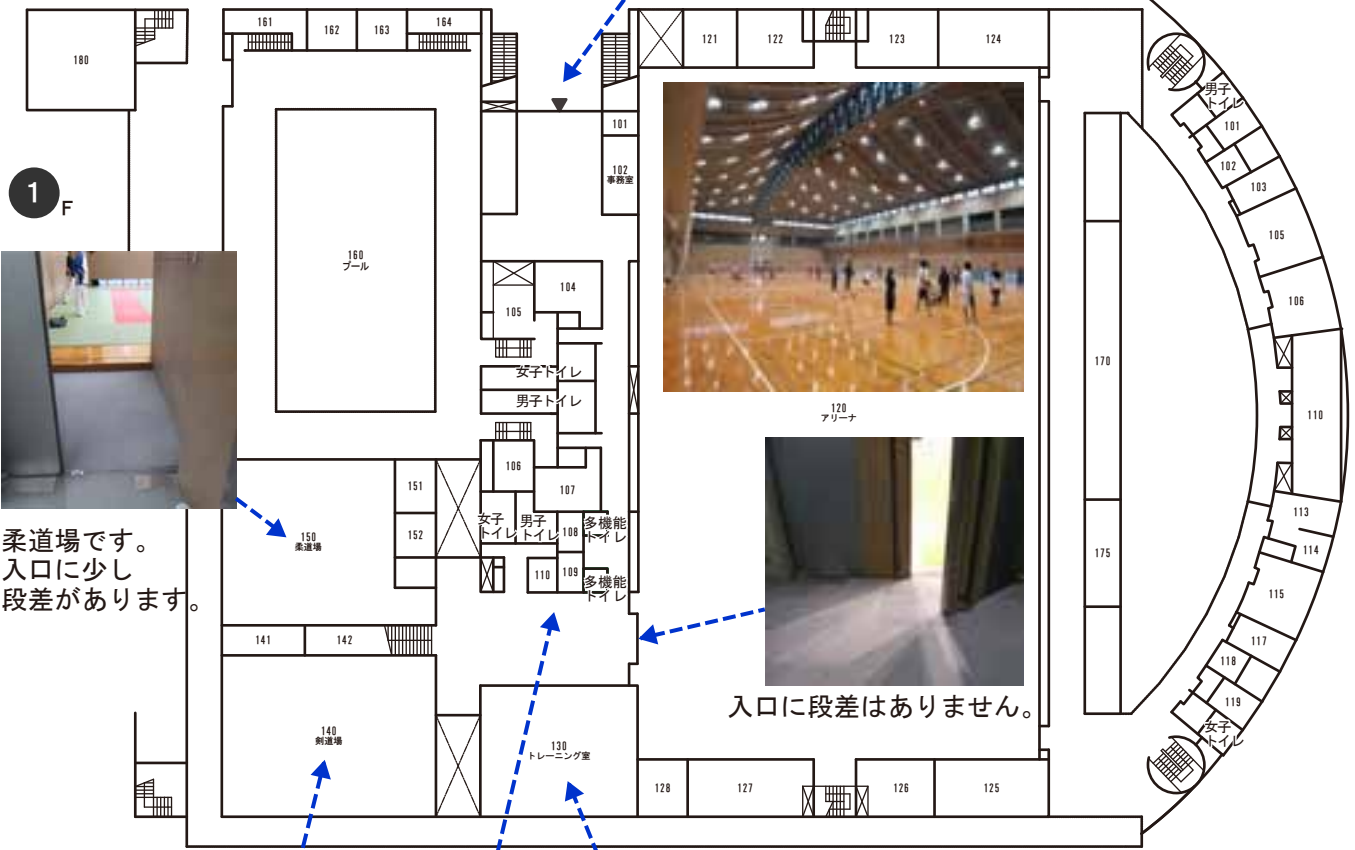 161
162
163
164
180
121
122
123
124
男子
トイレ
101
102
103
105
106
110
113
114
115
117
118
119
女子
トイレ
1
F
101
102
事務室
160
プール
104
105
女子トイレ
男子トイレ
106
107
女子
トイレ
男子
トイレ
108
多機能
トイレ
110
109
多機能
トイレ
120
アリーナ
170
175
151
152
150
柔道場
柔道場です。
入口に少し
段差があります。
141
142
140
剣道場
130
トレーニング室
入口に段差はありません。
128
127
126
125